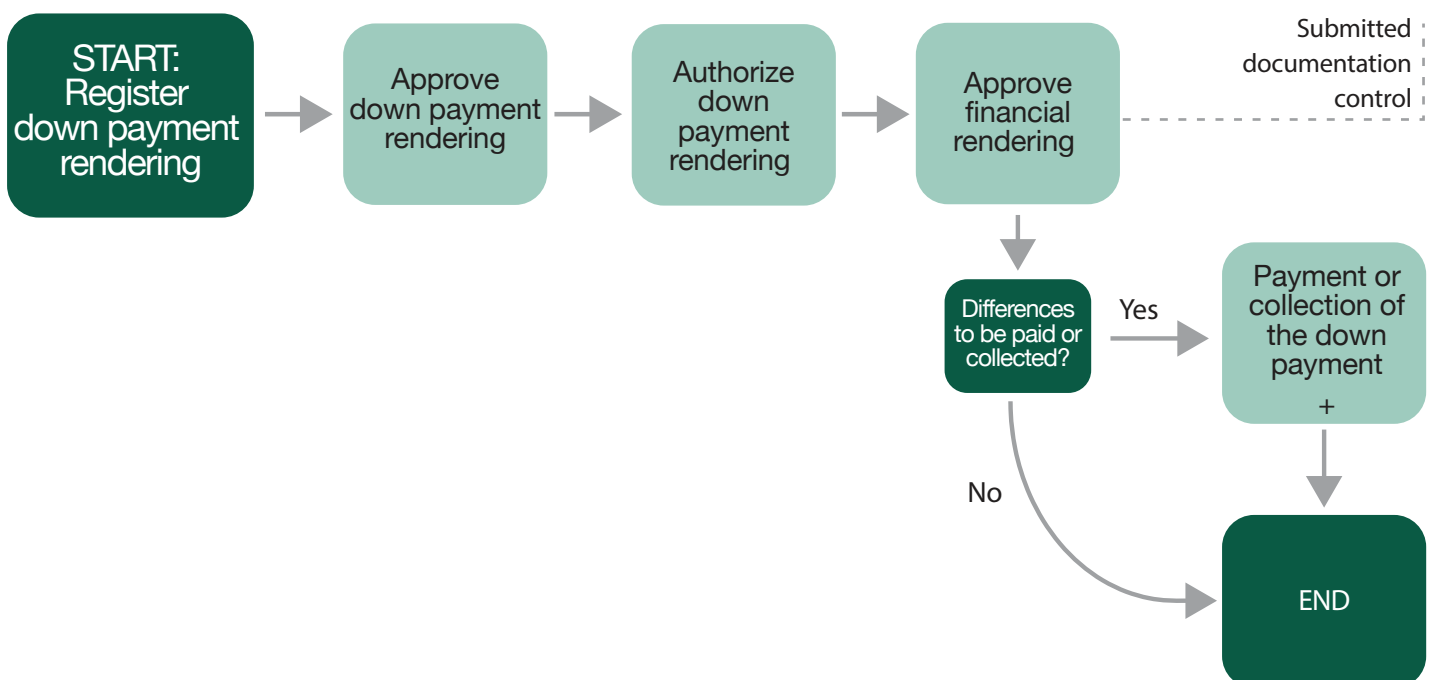 START:
Register
down payment
rendering
Approve
down payment
rendering
Authorize
down
payment
rendering
Approve
financial
rendering
Submitted
documentation
control
Differences
to be paid or
collected?
Yes
Payment or
collection of
the down
payment
+
No
END